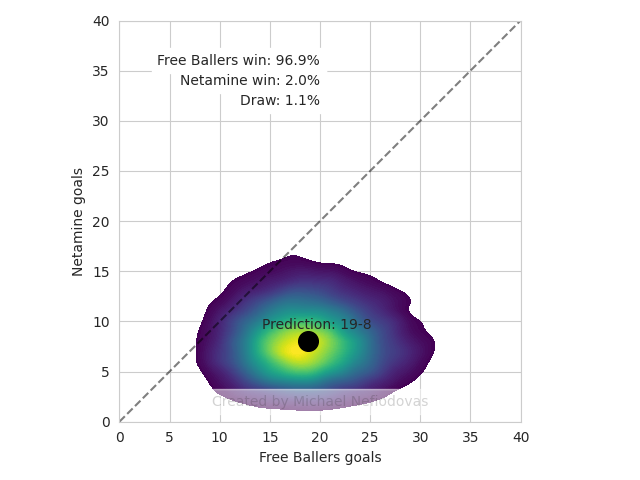 40
35
30
25
20
15
10
5
0
Netamine goals
Free Ballers win: 96.9%
Netamine win: 2.0%
Draw: 1.1%
Prediction: 19-8
Created by Michael Nefiodovas
0 5 10 15 20 25 30 35 40
Free Ballers goals